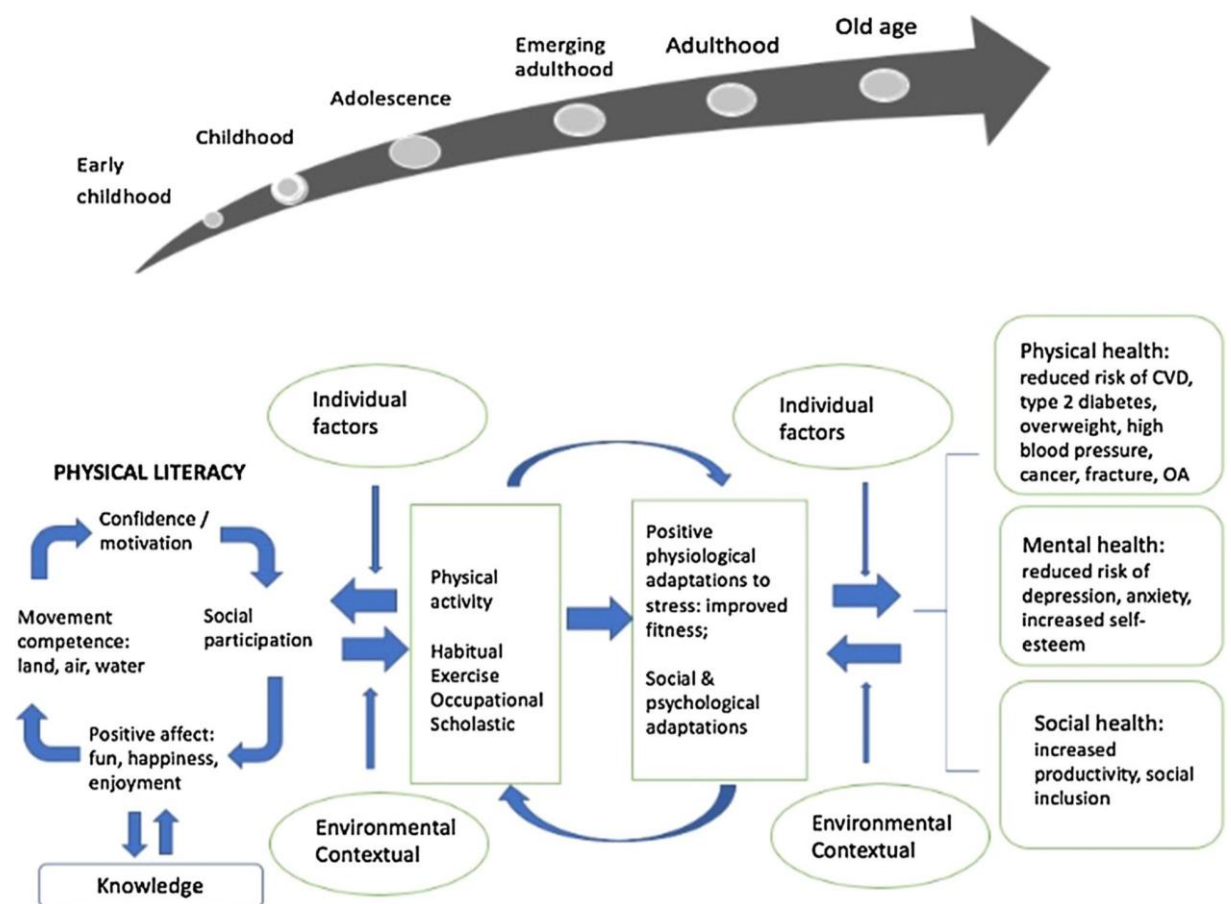 Early
childhood
Childhood
Adolescence
Emerging
adulthood
Adulthood
Old age
PHYSICAL LITERACY
Confidence /
motivation
Movement
competence:
land, air, water
Social
participation
Positive affect:
fun, happiness,
enjoyment
Knowledge
Individual
factors
Environmental
Contextual
Physical
activity
Habitual
Exercise
Occupational
Scholastic
Positive
physiological
adaptations to
stress: improved
fitness;
Social &
psychological
adaptations
Individual
factors
Environmental
Contextual
Physical health:
reduced risk of CVD,
type 2 diabetes,
overweight, high
blood pressure,
cancer, fracture, OA
Mental health:
reduced risk of
depression, anxiety,
increased self-
esteem
Social health:
increased
productivity, social
inclusion